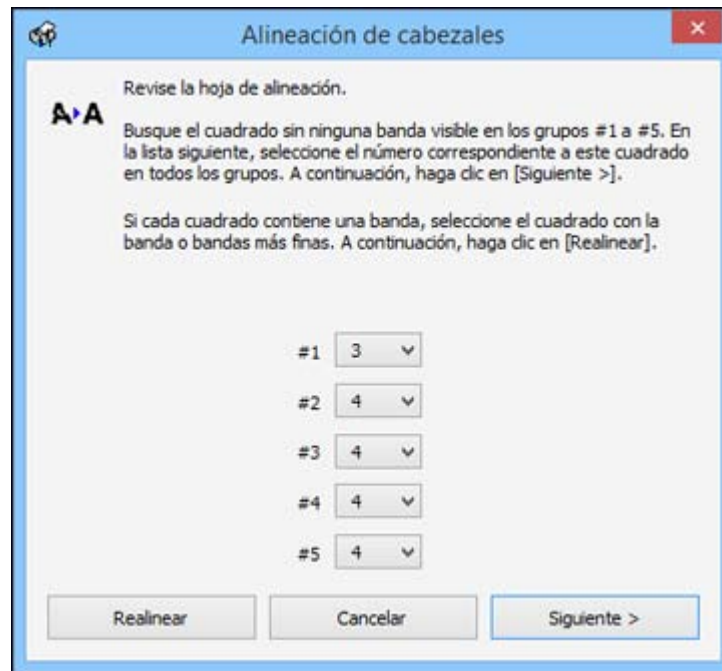 Alineación de cabezales
Revise la hoja de alineación.
A A
Busque el cuadrado sin ninguna banda visible en los grupos #1 a #5. En
la lista siguiente, seleccione el número correspondiente a este cuadrado
en todos los grupos. A continuación, haga clic en [Siguiente >].
Si cada cuadrado contiene una banda, seleccione el cuadrado con la
banda o bandas más finas. A continuación, haga clic en [Realinear].
#1 3
#2 4
#3 4
#4 4
#5 4
Realinear Cancelar Siguiente >